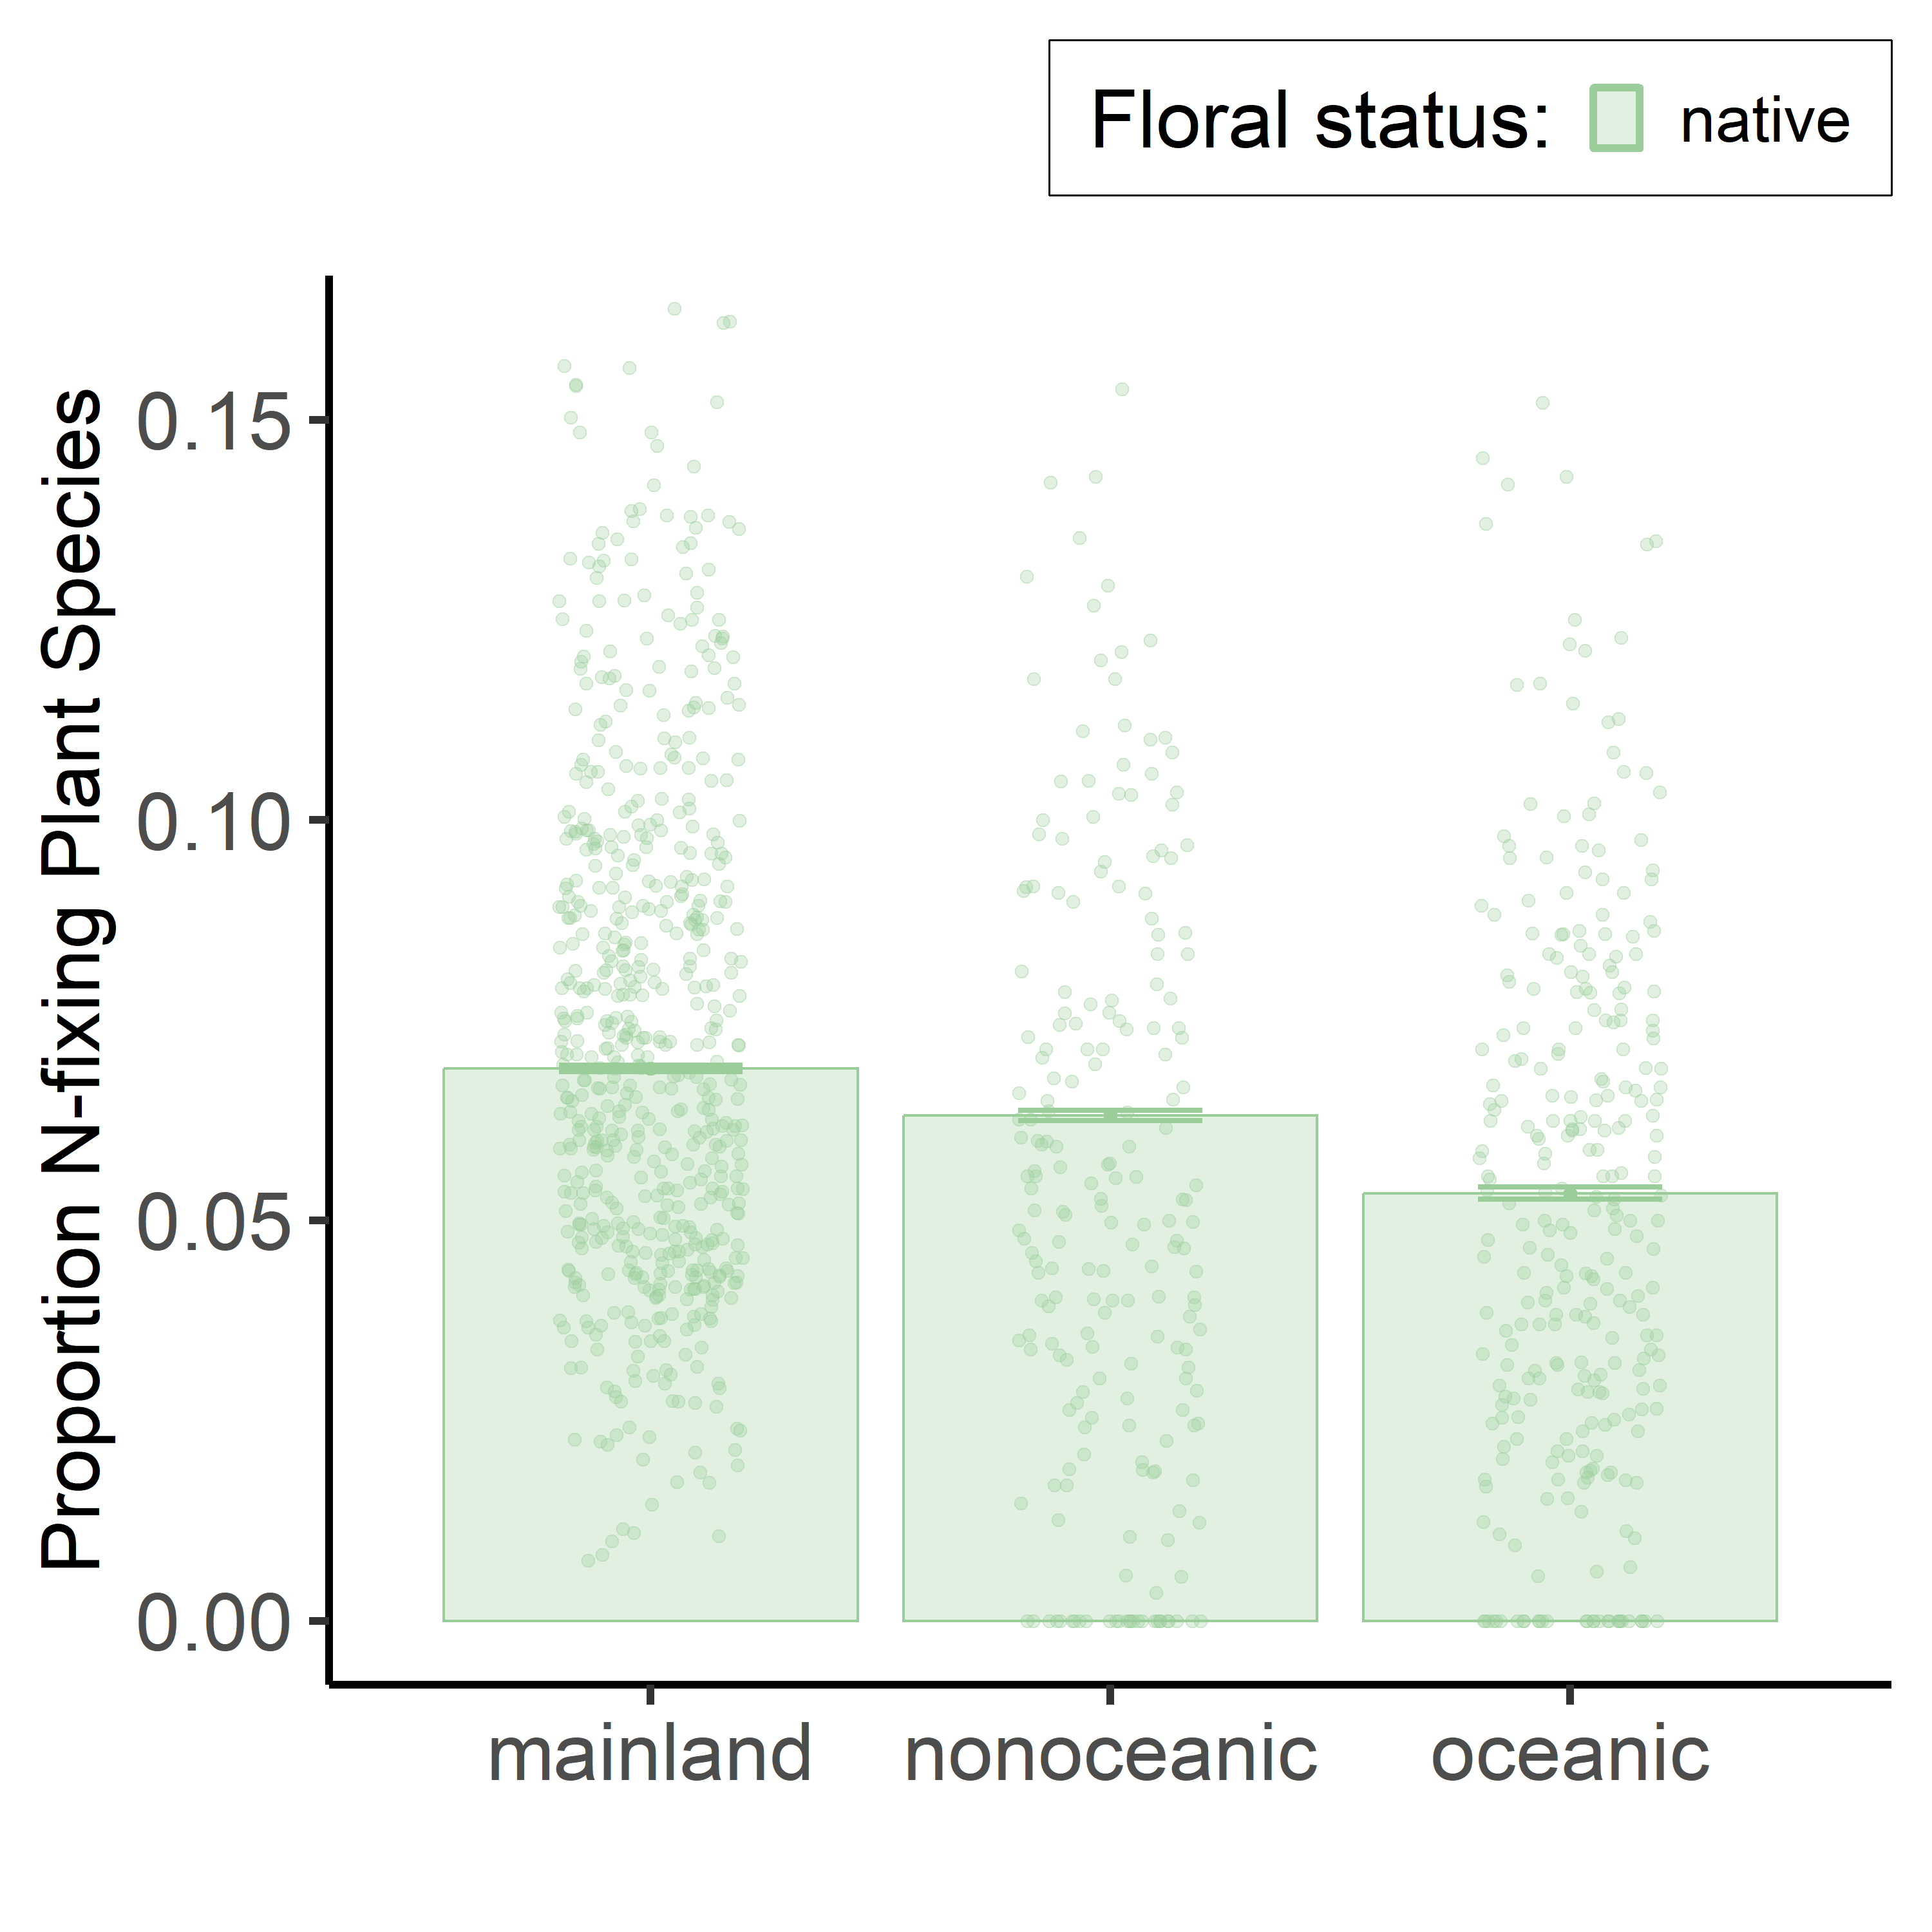 Floral status: native
Proportion N-fixing Plant Species
0.15
0.10
0.05
0.00
mainland nonoceanic oceanic